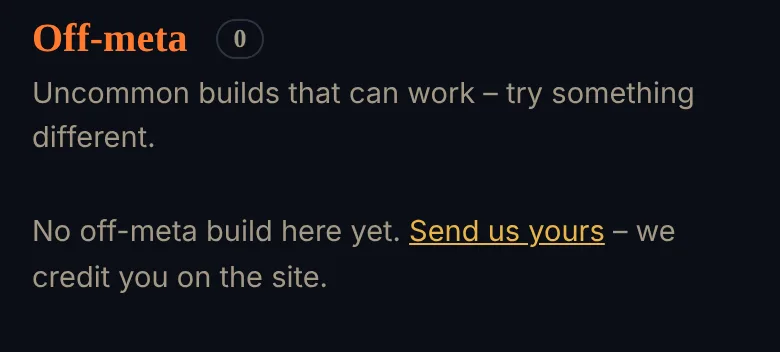 Off-meta 0
Uncommon builds that can work – try something
different.
No off-meta build here yet. Send us yours – we
credit you on the site.